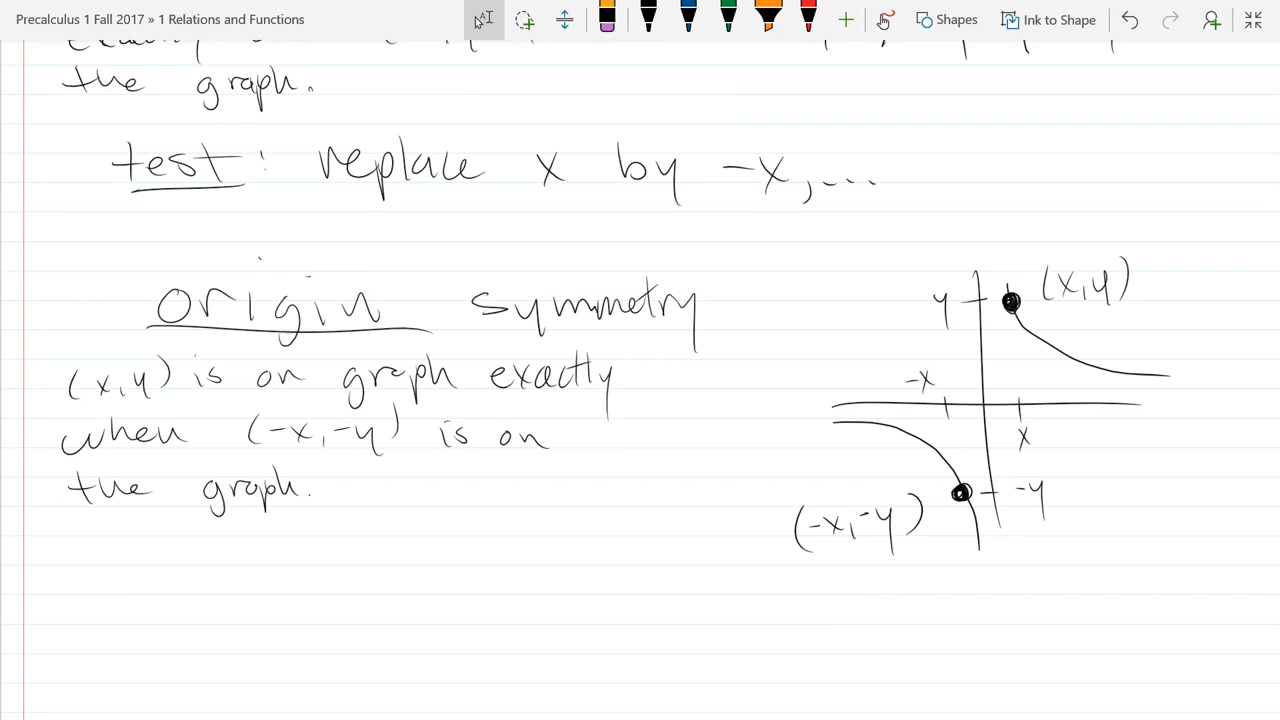 Precalculus 1 Fall 2017 » 1 Relations and Functions
Shapes
Ink to Shape
the graph.
test: replace x by -x,...
origin symmetry
(x,y) is on graph exactly
when (-x,-y) is on
the graph.
y
(x,y)
-x
x
-y
(-x,-y)